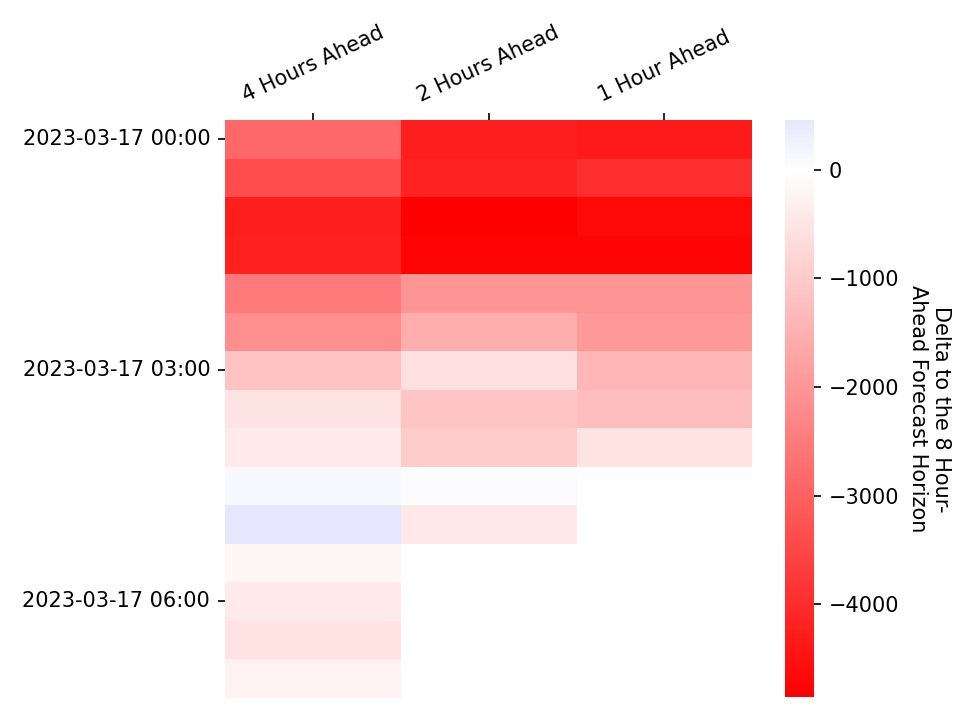 4 Hours Ahead
2 Hours Ahead
1 Hour Ahead
2023-03-17 00:00
2023-03-17 03:00
2023-03-17 06:00
0
−1000
−2000
−3000
−4000
Delta to the 8 Hour-
Ahead Forecast Horizon